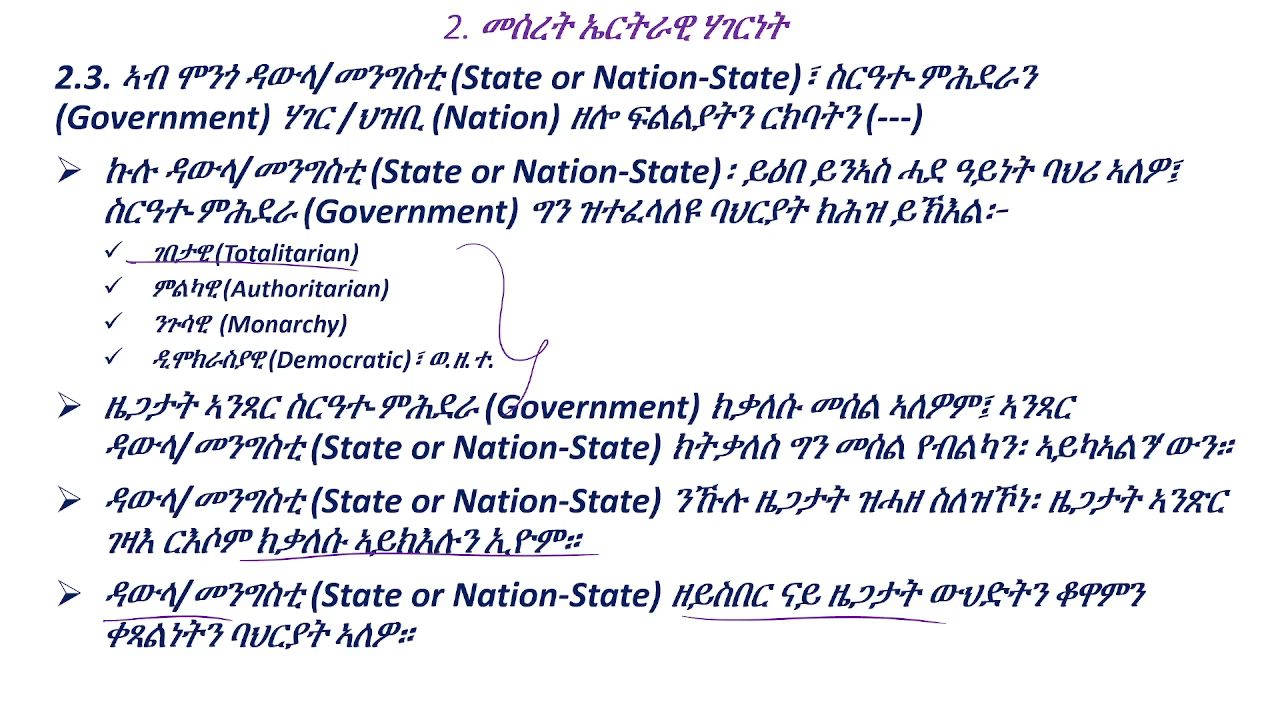 2. መሰረት ኤርትራዊ ሃገርነት
2.3. ኣብ ሞንጎ ዳውላ/መንግስቲ (State or Nation-State)፣ ስርዓተ-ምሕደራን
(Government) ሃገር /ህዝቢ (Nation) ዘሎ ፍልልያትን ርክባትን (---)
➢ ኩሉ ዳውላ/መንግስቲ (State or Nation-State)፡ ይዕበ ይንኣስ ሓደ ዓይነት ባህሪ ኣለዎ፤
ስርዓተ-ምሕደራ (Government) ግን ዝተፈላለዩ ባህርያት ክሕዝ ይኽእል፡-
✓ ገበታዊ (Totalitarian)
✓ ምልካዊ (Authoritarian)
✓ ንጉሳዊ (Monarchy)
✓ ዲሞክራስያዊ (Democratic)፣ ወ.ዘ.ተ.
➢ ዜጋታት ኣንጻር ስርዓተ-ምሕደራ (Government) ክቃለሱ መሰል ኣለዎም፤ ኣንጻር
ዳውላ/መንግስቲ (State or Nation-State) ክትቃለስ ግን መሰል የብልካን፡ ኣይካኣልን'ውን።
➢ ዳውላ/መንግስቲ (State or Nation-State) ንኹሉ ዜጋታት ዝሓዘ ስለዝኾነ፡ ዜጋታት ኣንጽር
ገዛእ ርእሶም ክቃለሱ ኣይክእሉን ኢዮም።
➢ ዳውላ/መንግስቲ (State or Nation-State) ዘይስበር ናይ ዜጋታት ውህድትን ቆዋምን
ቀጻልነትን ባህርያት ኣለዎ።